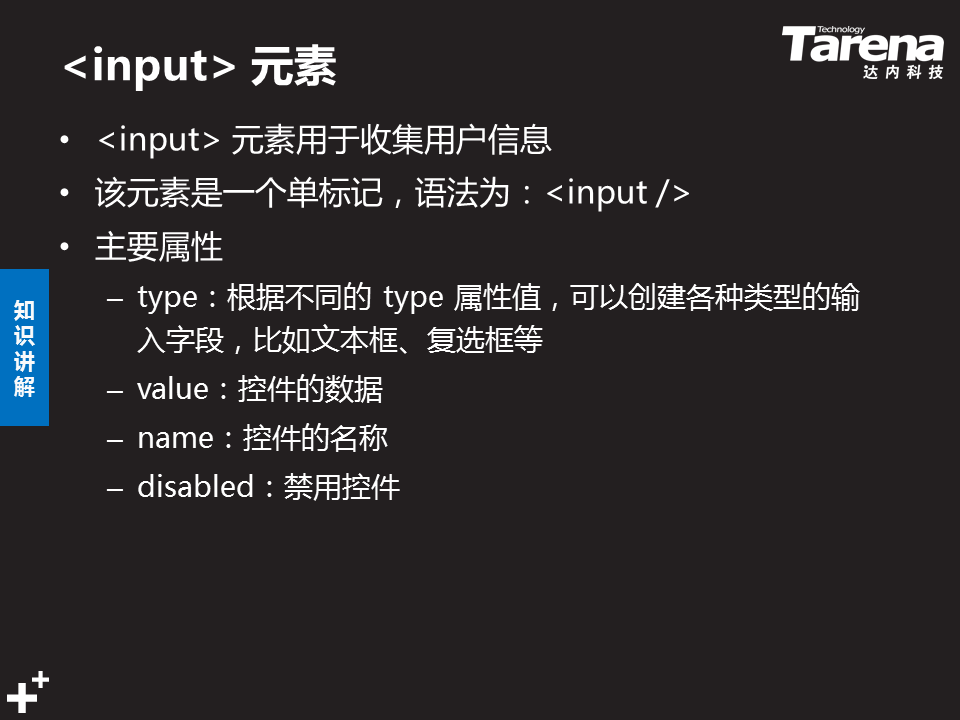 <input> 元素
Technology
Tarena
达内科技
• <input> 元素用于收集用户信息
• 该元素是一个单标记，语法为：<input />
• 主要属性
– type：根据不同的 type 属性值，可以创建各种类型的输
入字段，比如文本框、复选框等
– value：控件的数据
– name：控件的名称
– disabled：禁用控件
知
识
讲
解